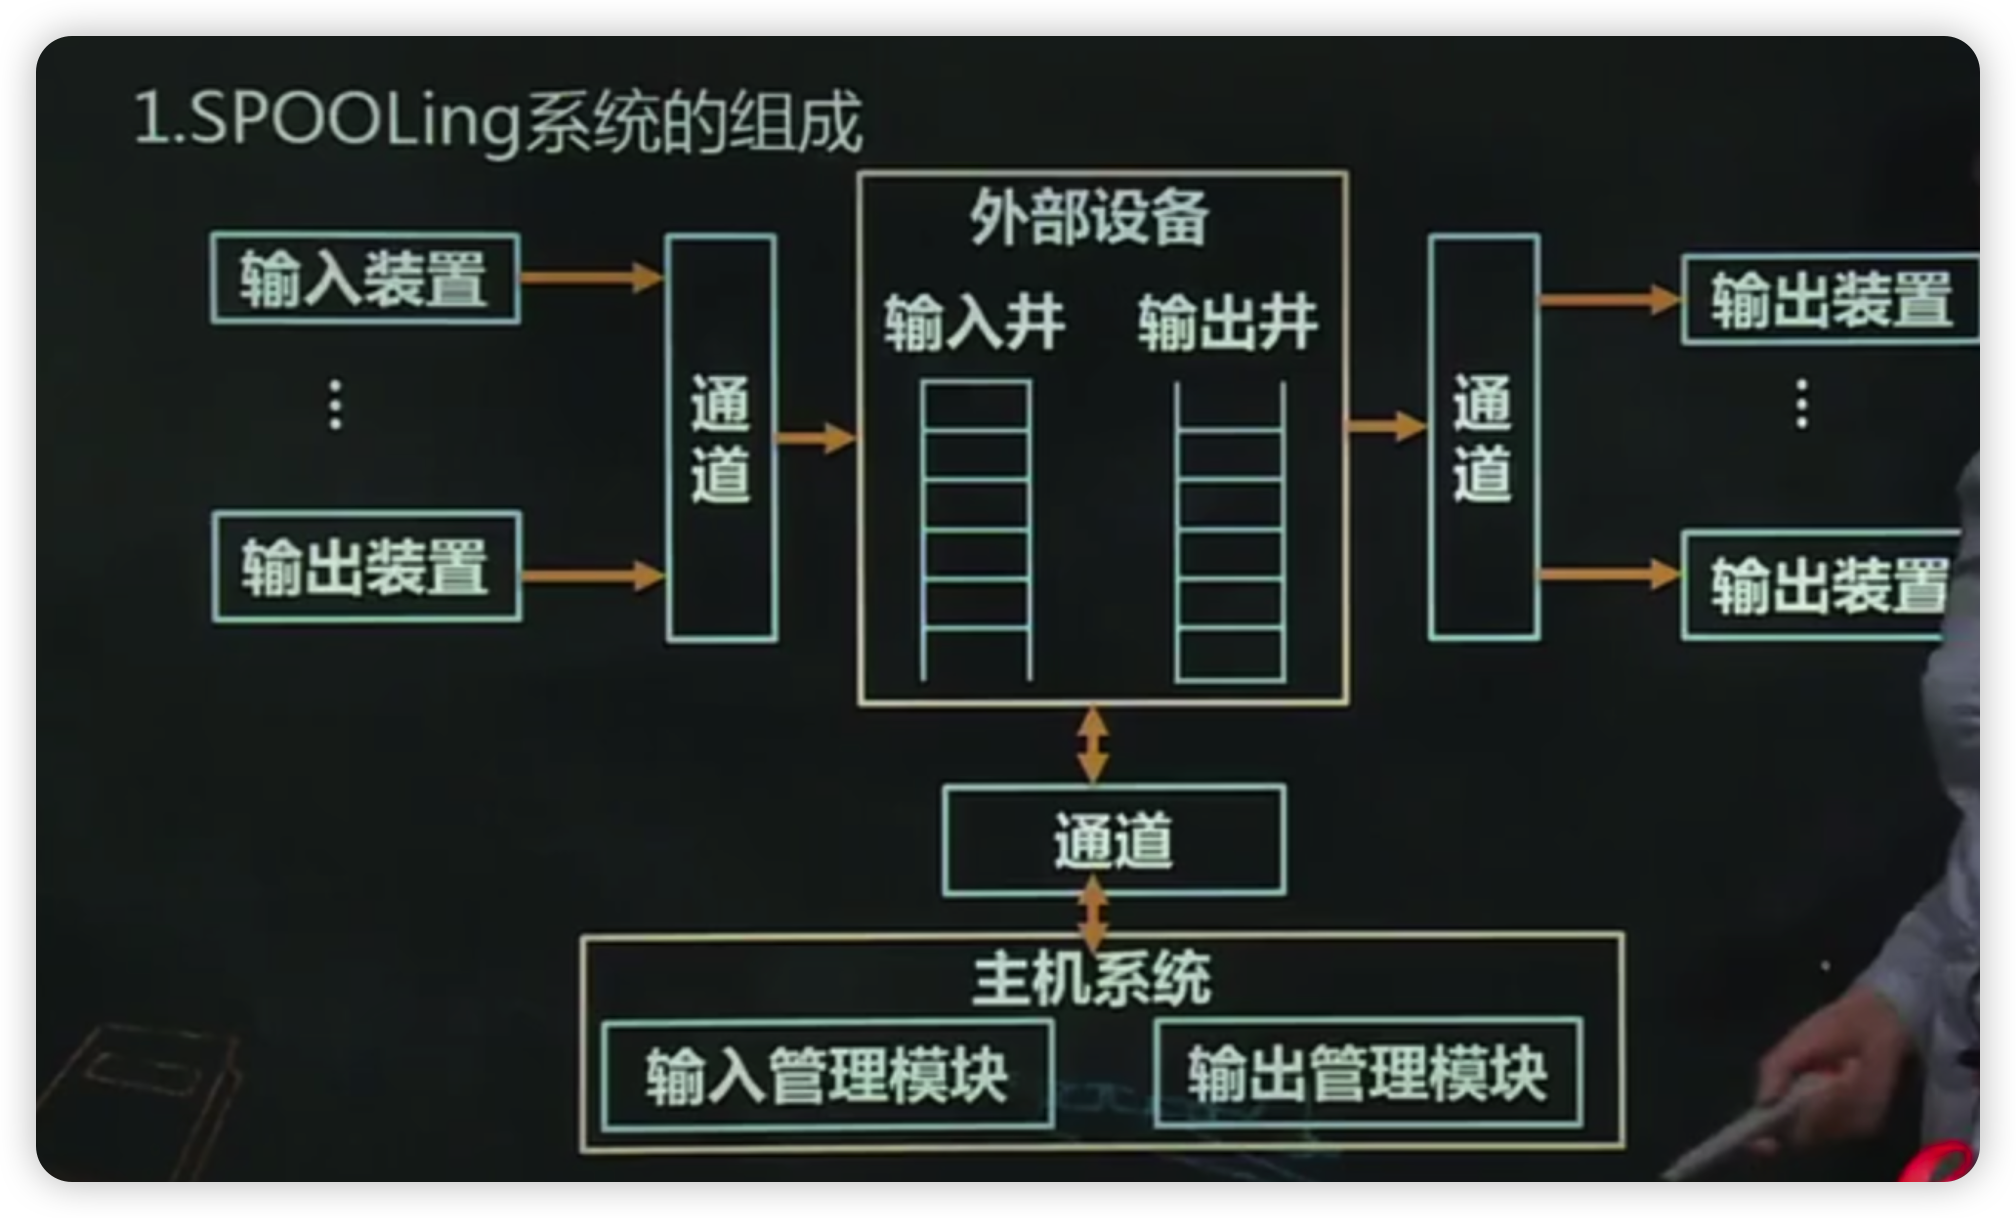 1.SPOOLing系统的组成
外部设备
输入装置
输入井
输出井
输出装置
⋮
通道
通道
⋮
输出装置
输出装置
通道
主机系统
输入管理模块
输出管理模块